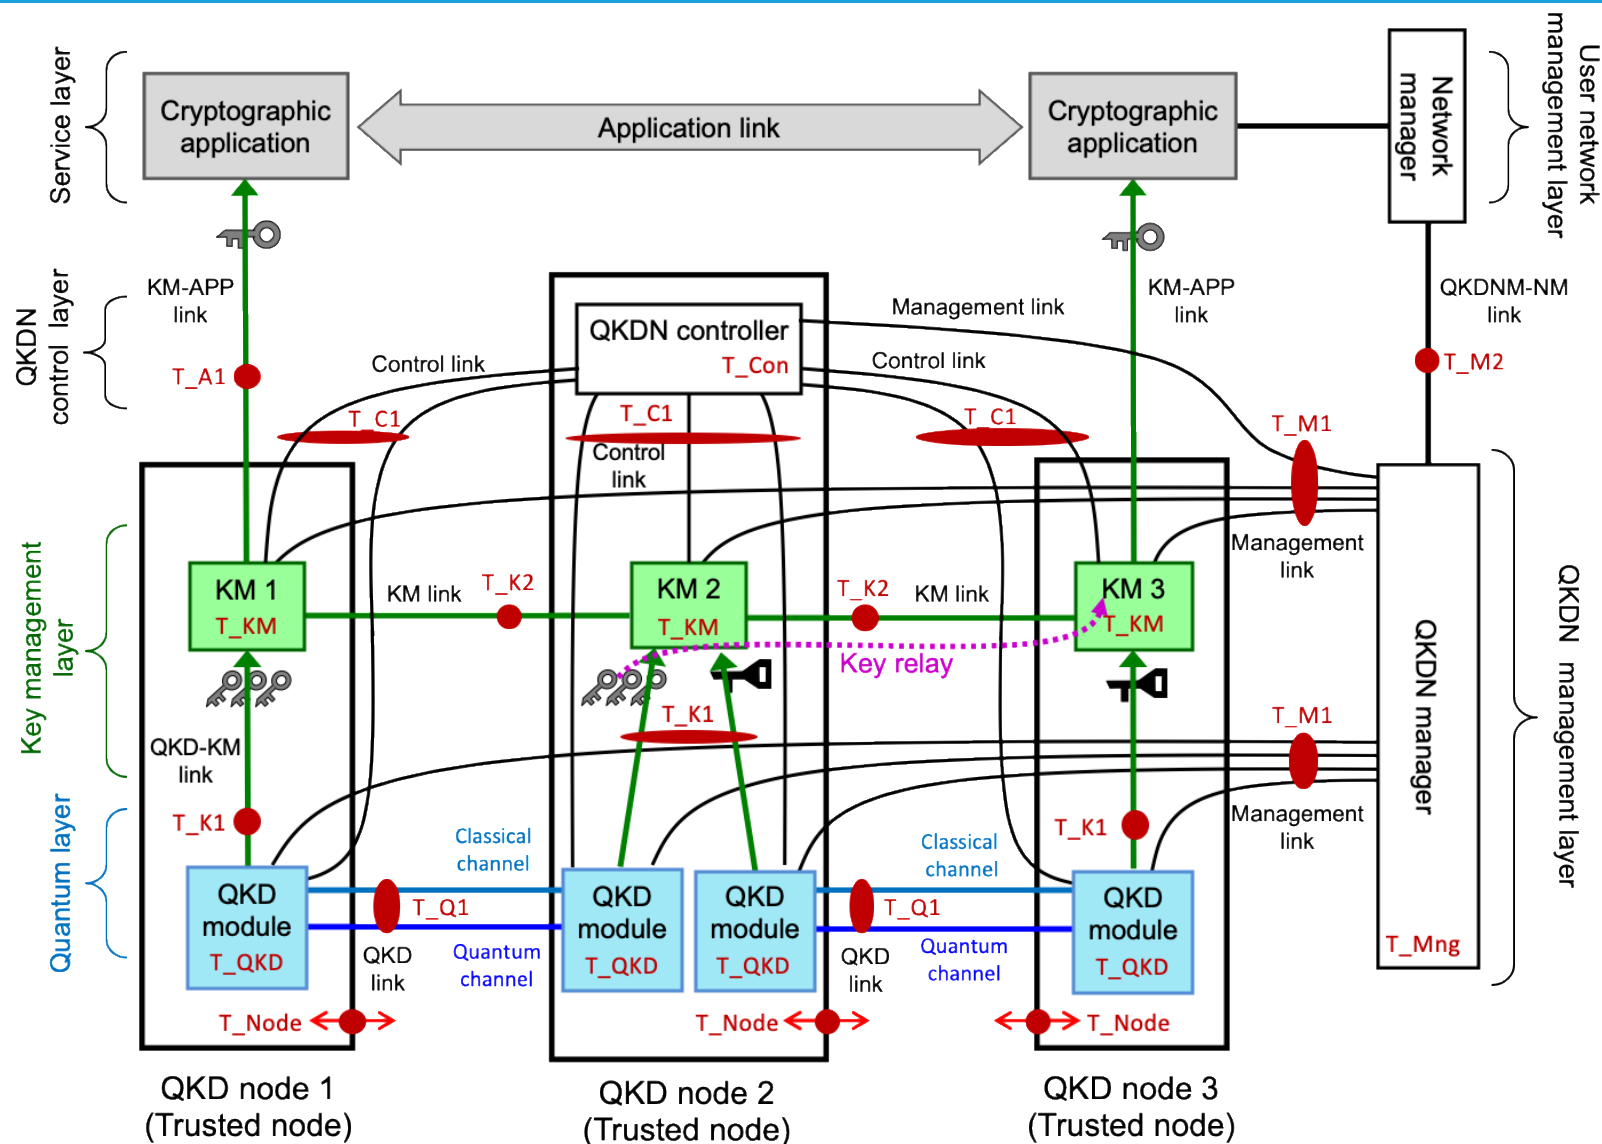 Service layer
Cryptographic
application
Application link
Cryptographic
application
Network
manager
User network
management layer
QKDN
control layer
KM-APP
link
T_A1
Control link
T_C1
QKDN controller
T_Con
T_C1
Control
link
Management link
Control link
T_C1
KM-APP
link
QKDNM-NM
link
T_M2
T_M1
Management
link
Key management
layer
KM 1
T_KM
KM link
T_K2
KM 2
T_KM
T_K2
KM link
KM 3
T_KM
Key relay
T_K1
QKD-KM
link
T_K1
T_K1
T_M1
Management
link
QKDN manager
T_Mng
QKDN management layer
Quantum layer
QKD
module
T_QKD
Classical
channel
T_Q1
QKD
link
Quantum
channel
QKD
module
T_QKD
QKD
module
T_QKD
Classical
channel
T_Q1
QKD
link
Quantum
channel
QKD
module
T_QKD
T_Node
T_Node
T_Node
QKD node 1
(Trusted node)
QKD node 2
(Trusted node)
QKD node 3
(Trusted node)